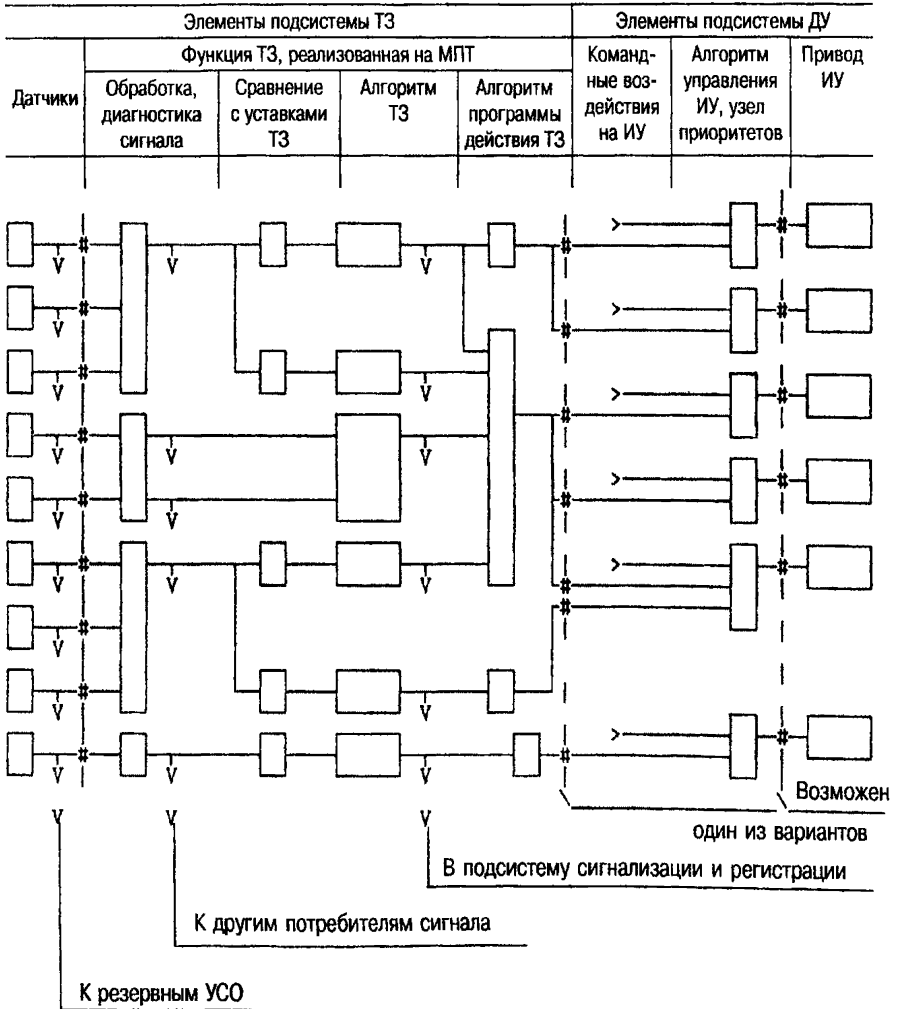 Элементы подсистемы ТЗ
Элементы подсистемы ДУ
Функция ТЗ, реализованная на МПТ
Датчики
Обработка,
диагностика
сигнала
Сравнение
с уставками
ТЗ
Алгоритм
ТЗ
Алгоритм
программы
действия ТЗ
Команд-
ные воз-
действия
на ИУ
Алгоритм
управления
ИУ, узел
приоритетов
Привод
ИУ
Возможен
один из вариантов
В подсистему сигнализации и регистрации
К другим потребителям сигнала
К резервным УСО